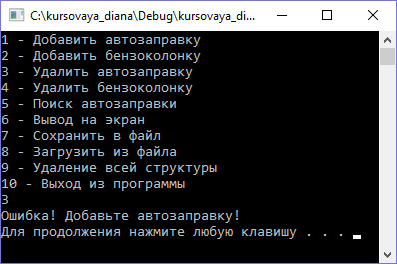 C:\kursovaya_diana\Debug\kursovaya_di...
1 - Добавить автозаправку
2 - Добавить бензоколонку
3 - Удалить автозаправку
4 - Удалить бензоколонку
5 - Поиск автозаправки
6 - Вывод на экран
7 - Сохранить в файл
8 - Загрузить из файла
9 - Удаление всей структуры
10 - Выход из программы
3
Ошибка! Добавьте автозаправку!
Для продолжения нажмите любую клавишу . . .